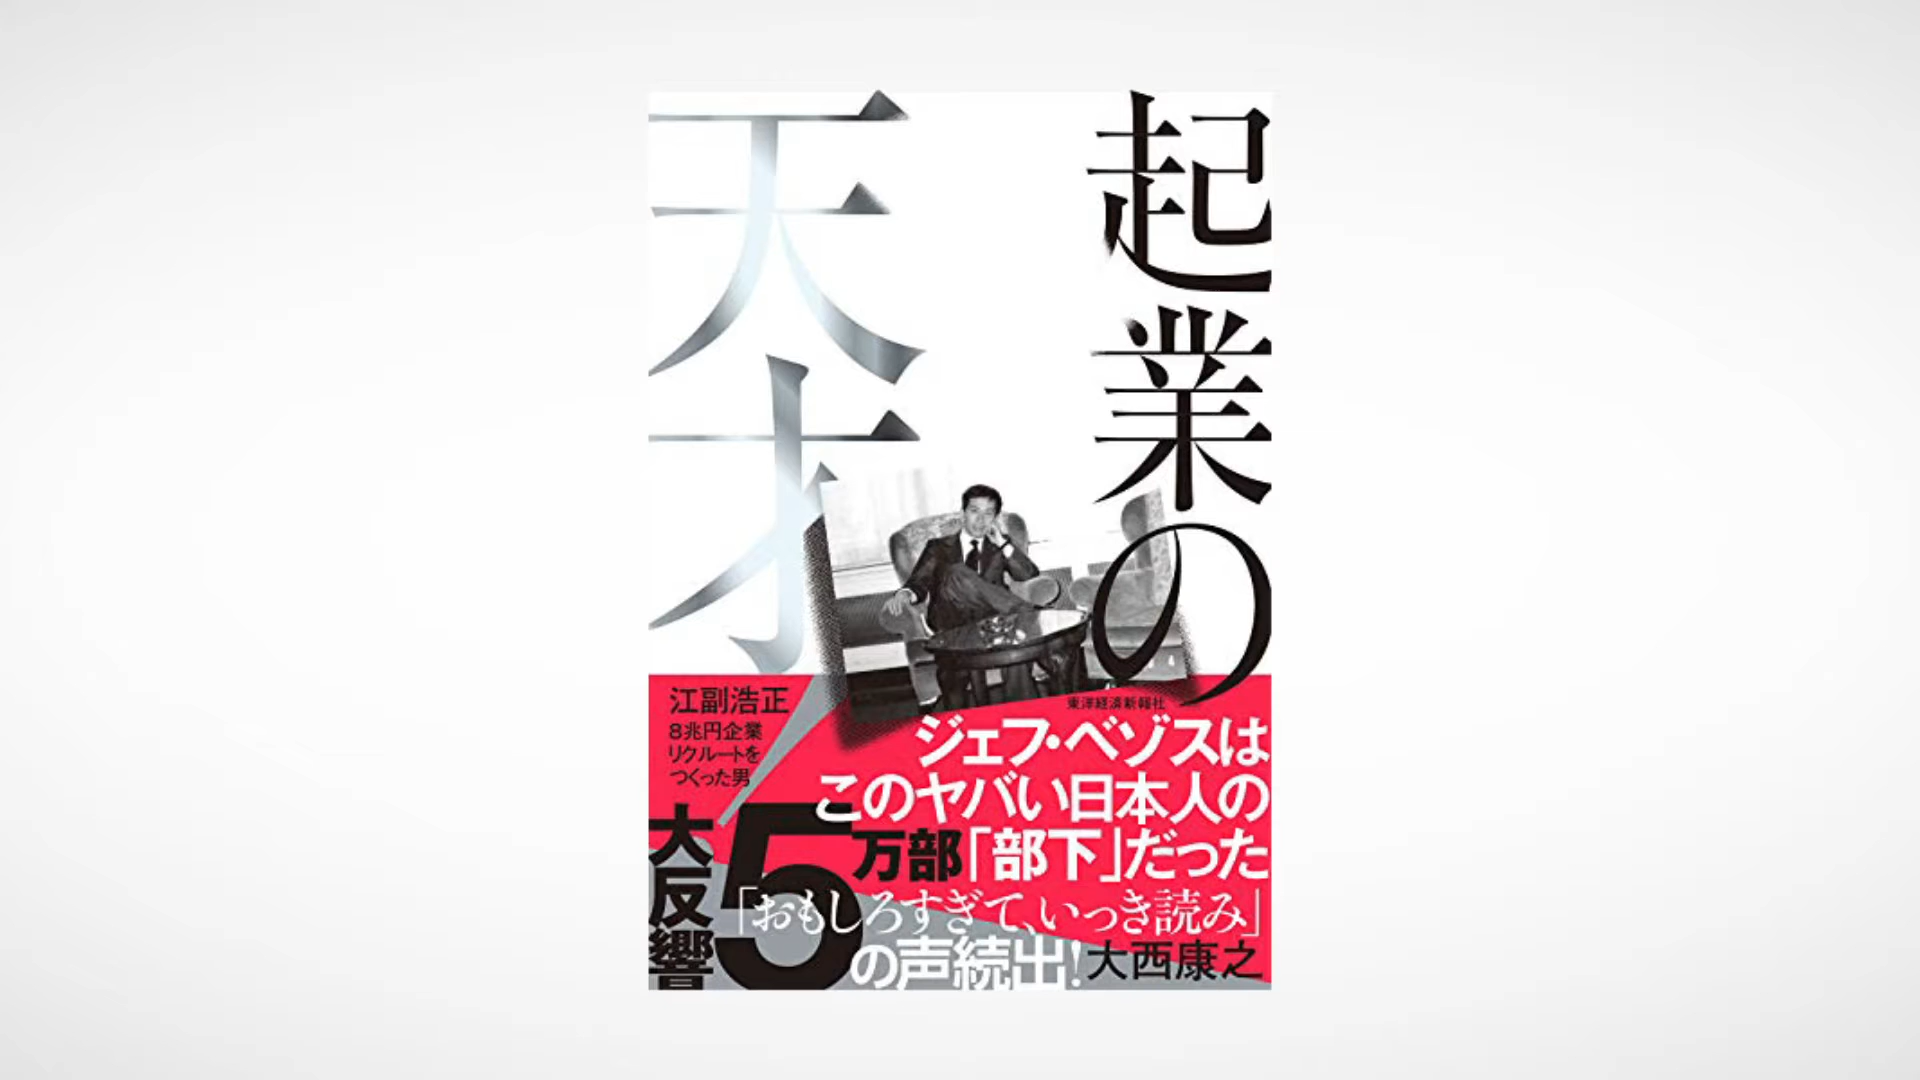 起業の
天才！
江副浩正
8兆円企業
リクルートを
つくった男
東洋経済新報社
ジェフ・ベゾスは
このヤバい日本人の
「部下」だった
大反響
5万部
「おもしろすぎて、いっき読み」
の声続出！
大西康之